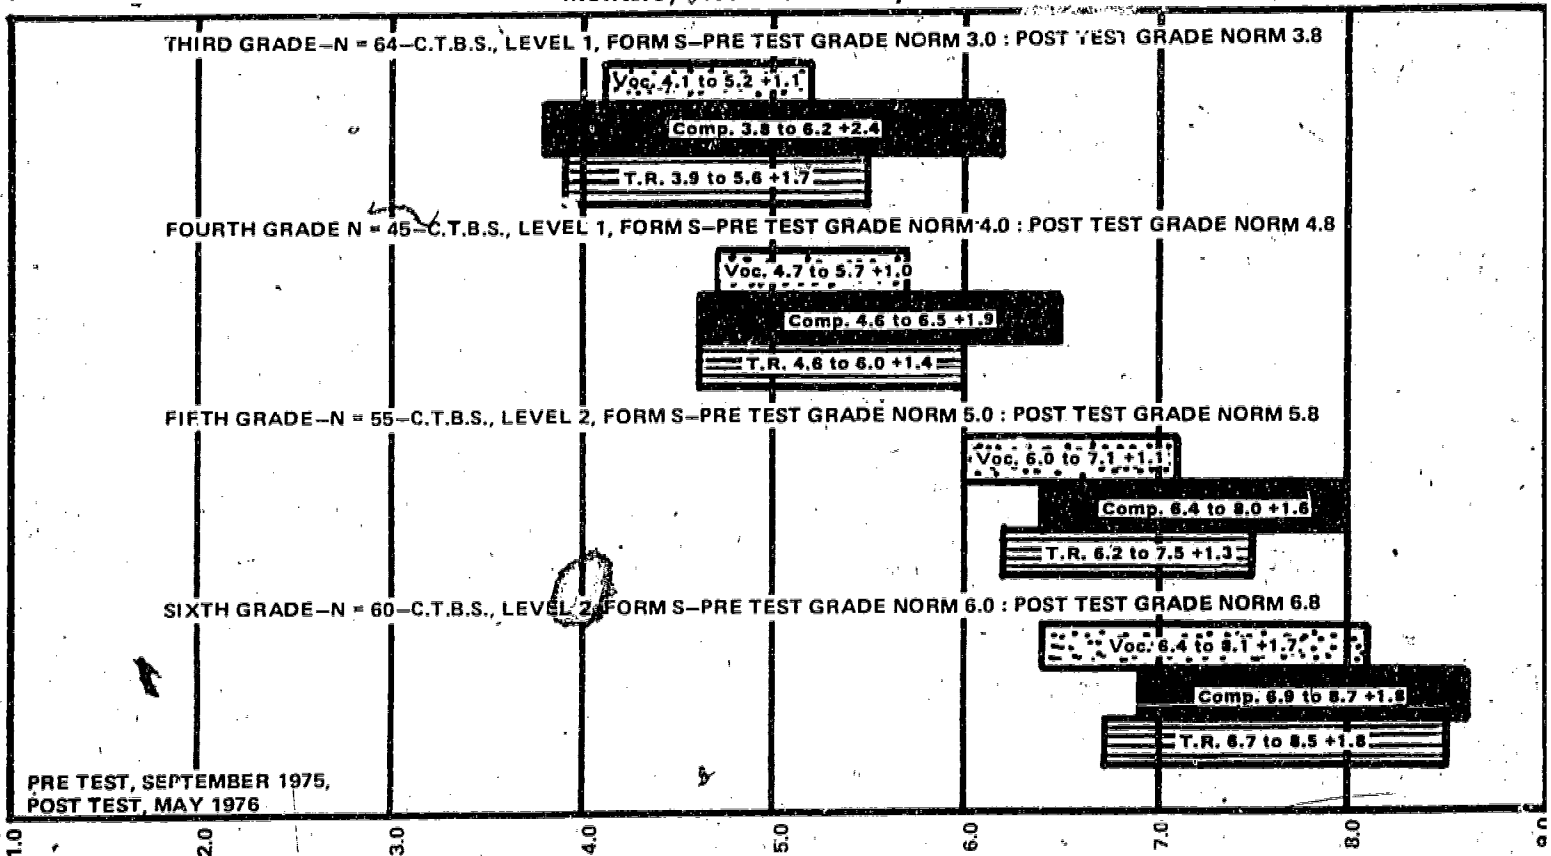 THIRD GRADE–N = 64–C.T.B.S., LEVEL 1, FORM S–PRE TEST GRADE NORM 3.0 : POST TEST GRADE NORM 3.8
Voc. 4.1 to 5.2 +1.1
Comp. 3.8 to 6.2 +2.4
T.R. 3.9 to 5.6 +1.7
FOURTH GRADE N = 45–C.T.B.S., LEVEL 1, FORM S–PRE TEST GRADE NORM 4.0 : POST TEST GRADE NORM 4.8
Voc. 4.7 to 5.7 +1.0
Comp. 4.6 to 6.5 +1.9
T.R. 4.6 to 6.0 +1.4
FIFTH GRADE–N = 55–C.T.B.S., LEVEL 2, FORM S–PRE TEST GRADE NORM 5.0 : POST TEST GRADE NORM 5.8
Voc. 6.0 to 7.1 +1.1
Comp. 6.4 to 8.0 +1.6
T.R. 6.2 to 7.5 +1.3
SIXTH GRADE–N = 60–C.T.B.S., LEVEL 2, FORM S–PRE TEST GRADE NORM 6.0 : POST TEST GRADE NORM 6.8
Voc. 6.4 to 8.1 +1.7
Comp. 6.9 to 8.7 +1.8
T.R. 6.7 to 8.5 +1.8
PRE TEST, SEPTEMBER 1975,
POST TEST, MAY 1976
1.0 2.0 3.0 4.0 5.0 6.0 7.0 8.0 9.0